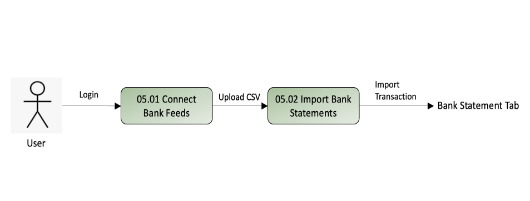 User
Login
05.01 Connect
Bank Feeds
Upload CSV
05.02 Import Bank
Statements
Import
Transaction
Bank Statement Tab